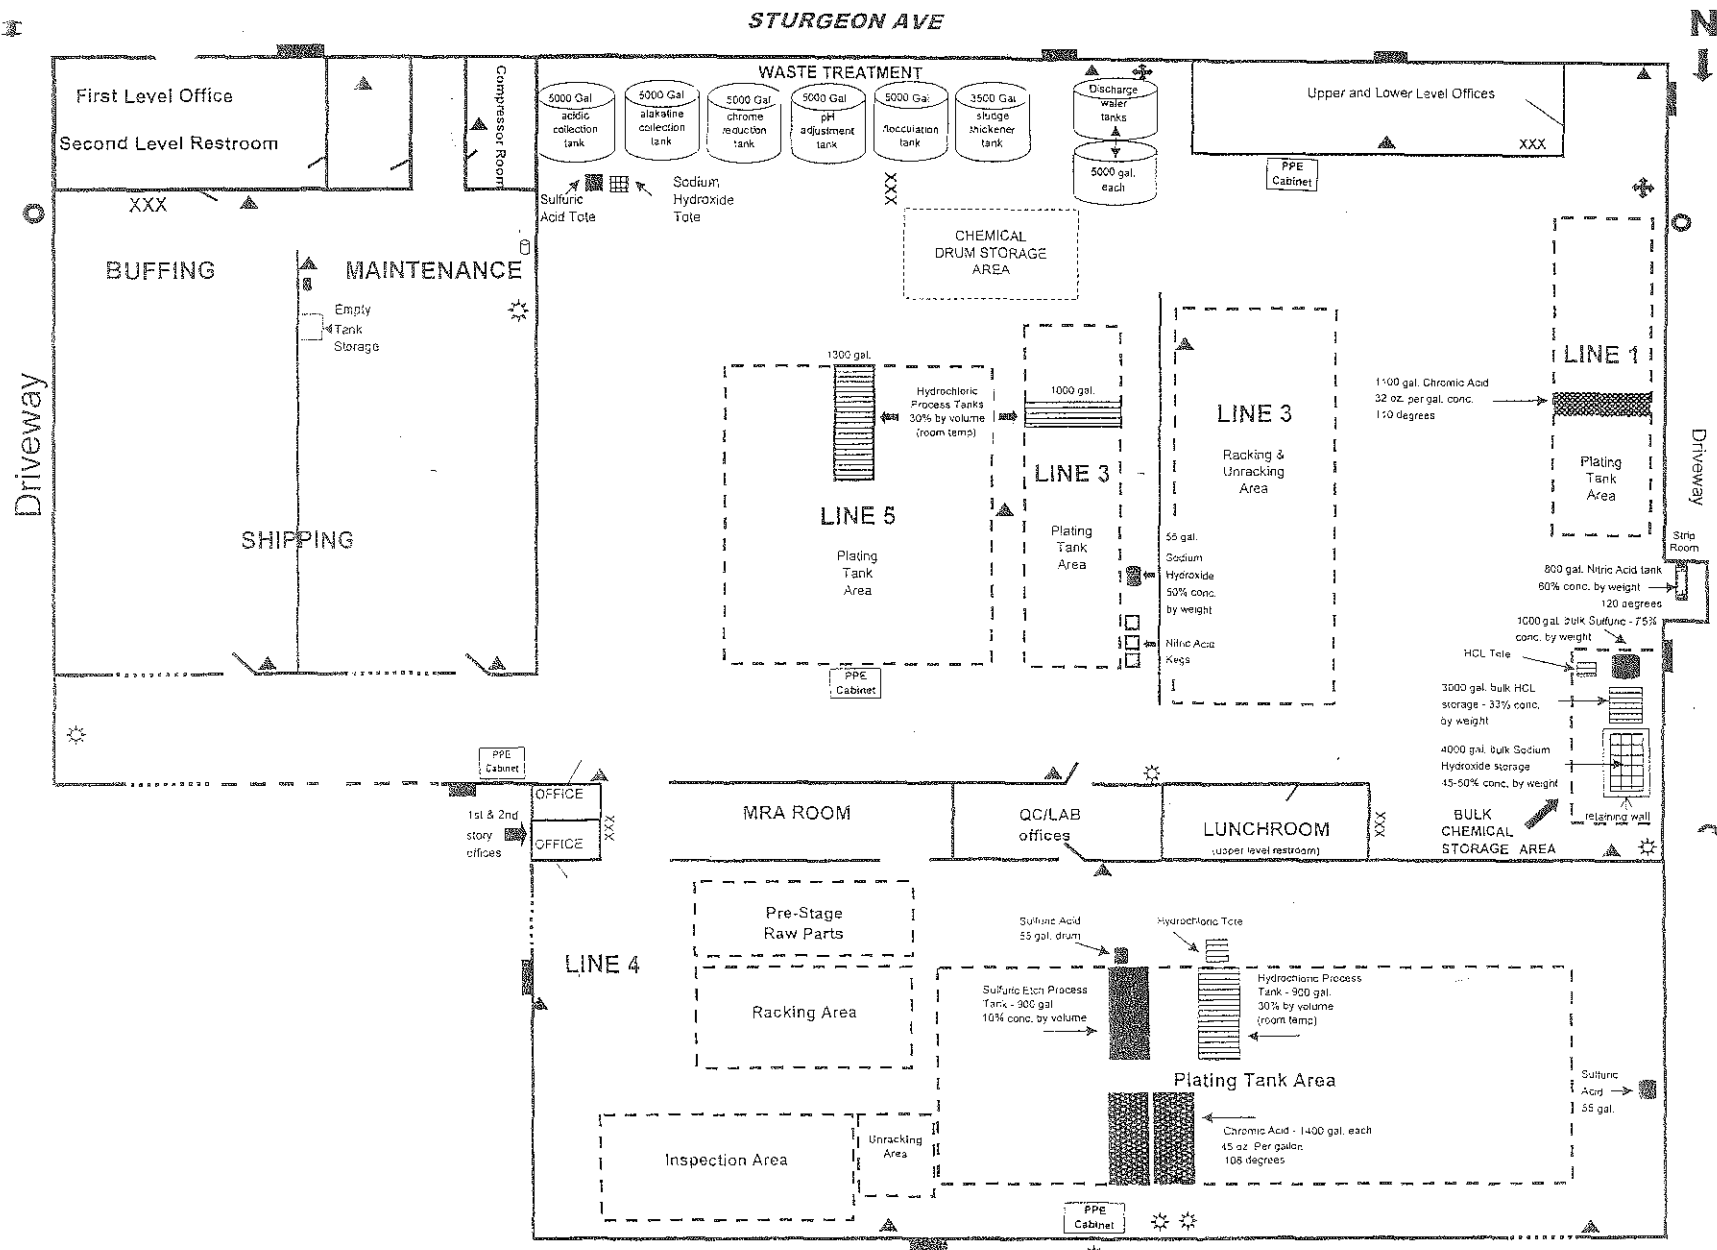 STURGEON AVE
N
First Level Office
Second Level Restroom
Compressor Room
WASTE TREATMENT
5000 Gal
acidic
collection
tank
5000 Gal
alakaline
collection
tank
5000 Gal
chrome
reduction
tank
5000 Gal
pH
adjustment
tank
5000 Gal
flocculation
tank
3500 Gal
sludge
thickener
tank
Discharge
water
tanks
5000 gal.
each
Upper and Lower Level Offices
XXX
PPE
Cabinet
Sulfuric
Acid Tote
Sodium
Hydroxide
Tote
XXX
XXX
CHEMICAL
DRUM STORAGE
AREA
BUFFING
MAINTENANCE
Empty
Tank
Storage
Driveway
SHIPPING
1300 gal.
Hydrochloric
Process Tanks
30% by volume
(room temp)
1000 gal.
LINE 5
Plating
Tank
Area
LINE 3
Plating
Tank
Area
LINE 3
Racking &
Unracking
Area
LINE 1
1100 gal. Chromic Acid
32 oz. per gal. conc.
110 degrees
Plating
Tank
Area
Driveway
Strip
Room
55 gal.
Sodium
Hydroxide
50% conc.
by weight
Nitric Acid
Kegs
800 gal. Nitric Acid tank
60% conc. by weight
120 degrees
1000 gal. bulk Sulfuric - 75%
conc. by weight
HCL Tote
3000 gal. bulk HCL
storage - 33% conc.
by weight
4000 gal. bulk Sodium
Hydroxide storage
45-50% conc. by weight
retaining wall
BULK
CHEMICAL
STORAGE AREA
PPE
Cabinet
PPE
Cabinet
OFFICE
OFFICE
1st & 2nd
story
offices
XXX
MRA ROOM
QC/LAB
offices
LUNCHROOM
(upper level restroom)
XXX
LINE 4
Pre-Stage
Raw Parts
Racking Area
Inspection Area
Unracking
Area
Sulfuric Acid
55 gal. drum
Hydrochloric Tote
Sulfuric Etch Process
Tank - 900 gal
10% conc. by volume
Hydrochloric Process
Tank - 900 gal.
30% by volume
(room temp)
Plating Tank Area
Chromic Acid - 1400 gal. each
45 oz. Per gallon
108 degrees
Sulfuric
Acid
55 gal.
PPE
Cabinet